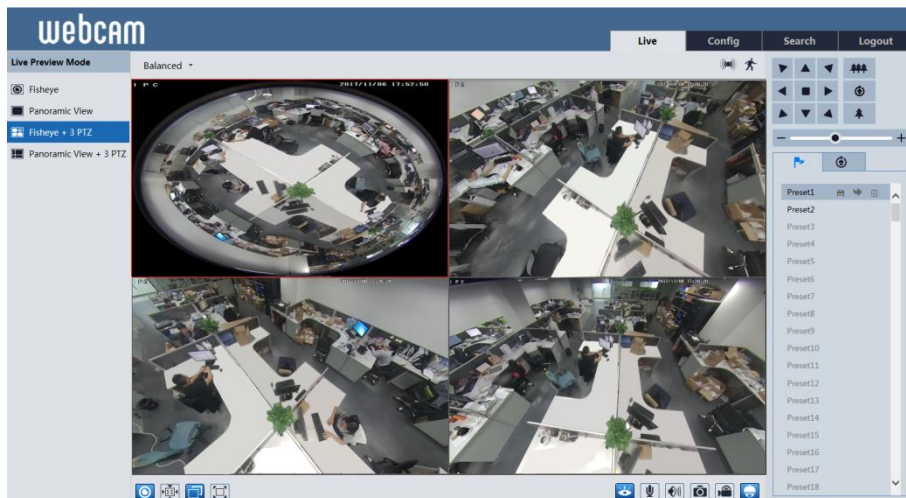 webcam
Live
Config
Search
Logout
Live Preview Mode
Balanced
Fisheye
Panoramic View
Fisheye + 3 PTZ
Panoramic View + 3 PTZ
I P C
2017/11/06 17:52:58
Preset1
Preset2
Preset3
Preset4
Preset5
Preset6
Preset7
Preset8
Preset9
Preset10
Preset11
Preset12
Preset13
Preset14
Preset15
Preset16
Preset17
Preset18